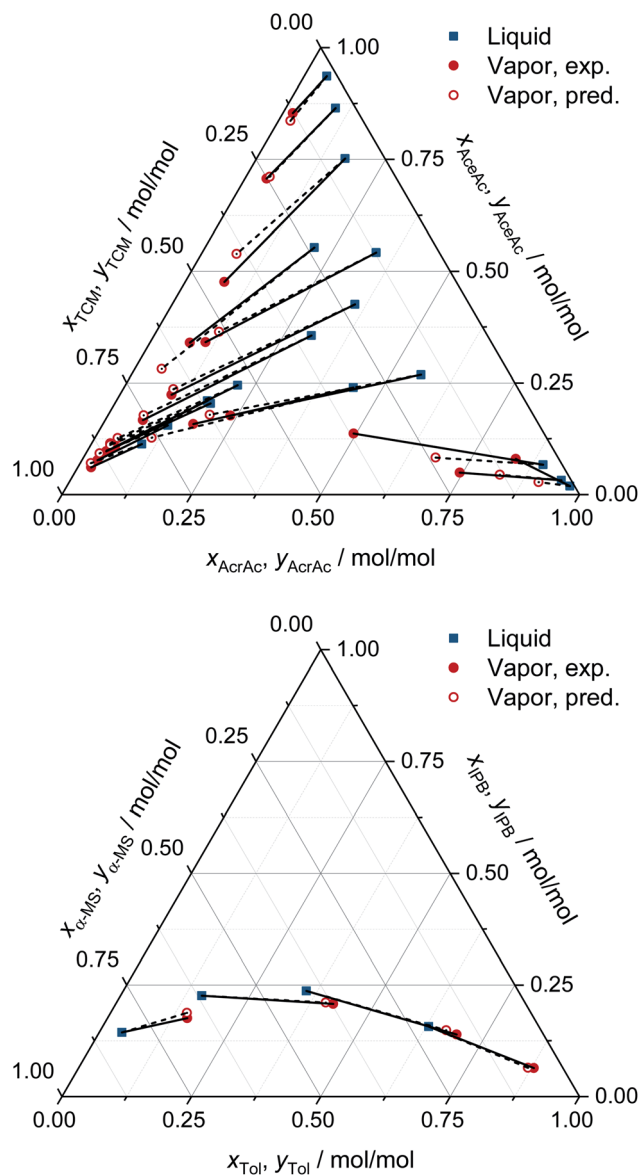 0.00
1.00
Liquid
Vapor, exp.
Vapor, pred.
0.25
0.75
0.50
0.50
0.75
0.25
1.00
0.00
x_TCM, y_TCM / mol/mol
x_AceAc, y_AceAc / mol/mol
0.00 0.25 0.50 0.75 1.00
x_AcrAc, y_AcrAc / mol/mol
0.00
1.00
Liquid
Vapor, exp.
Vapor, pred.
0.25
0.75
0.50
0.50
0.75
0.25
1.00
0.00
x_α-MS, y_α-MS / mol/mol
x_IPB, y_IPB / mol/mol
0.00 0.25 0.50 0.75 1.00
x_Tol, y_Tol / mol/mol